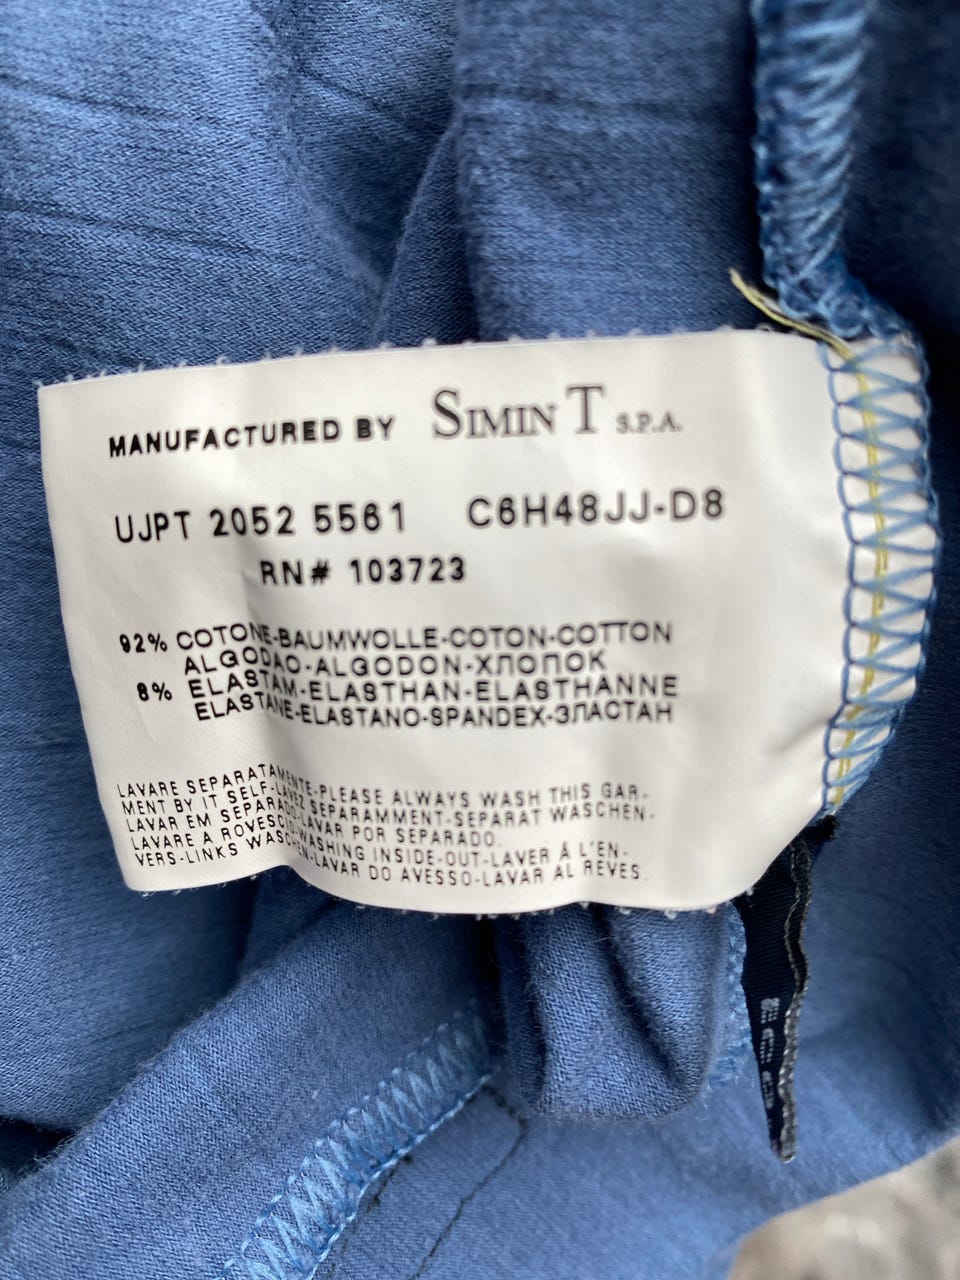 MANUFACTURED BY SIMIN T S.P.A.
UJPT 2052 5561 C6H48JJ-D8
RN# 103723
92% COTONE-BAUMWOLLE-COTON-COTTON
ALGODAO-ALGODON-ХЛОПОК
8% ELASTAM-ELASTHAN-ELASTHANNE
ELASTANE-ELASTANO-SPANDEX-ЭЛАСТАН
LAVARE SEPARATAMENTE-PLEASE ALWAYS WASH THIS GAR-
MENT BY IT SELF-LAVEZ SEPARAMMENT-SEPARAT WASCHEN-
LAVAR EM SEPARADO-LAVAR POR SEPARADO.
LAVARE A ROVESCIO-WASHING INSIDE-OUT-LAVER À L'EN-
VERS-LINKS WASCHEN-LAVAR DO AVESSO-LAVAR AL REVES.